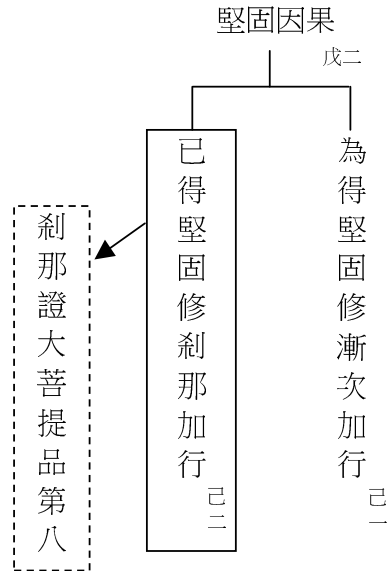 堅固因果
戊二
為得堅固修漸次加行
己一
已得堅固修剎那加行
己二
剎那證大菩提品第八